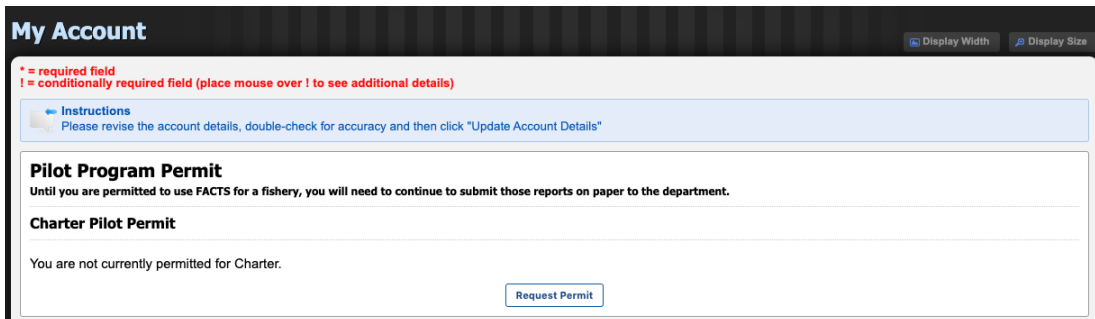 My Account
Display Width
Display Size
* = required field
! = conditionally required field (place mouse over ! to see additional details)
Instructions
Please revise the account details, double-check for accuracy and then click "Update Account Details"
Pilot Program Permit
Until you are permitted to use FACTS for a fishery, you will need to continue to submit those reports on paper to the department.
Charter Pilot Permit
You are not currently permitted for Charter.
Request Permit